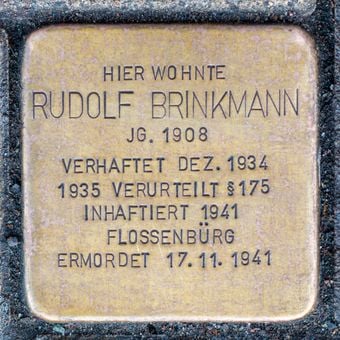 HIER WOHNTE
RUDOLF BRINKMANN
JG. 1908
VERHAFTET DEZ. 1934
1935 VERURTEILT §175
INHAFTIERT 1941
FLOSSENBÜRG
ERMORDET 17.11.1941